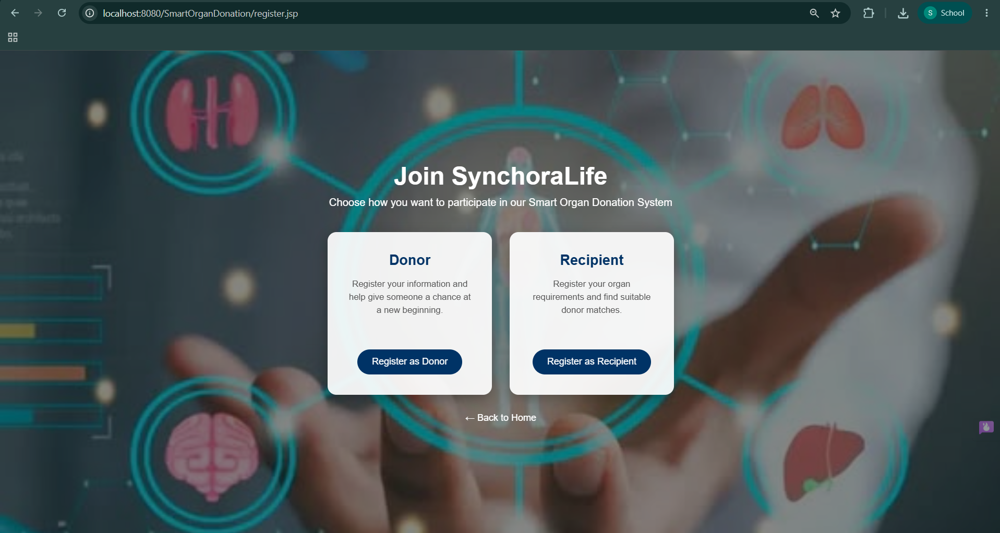 localhost:8080/SmartOrganDonation/register.jsp
S School
Join SynchoraLife
Choose how you want to participate in our Smart Organ Donation System
Donor
Register your information and
help give someone a chance at
a new beginning.
Register as Donor
Recipient
Register your organ
requirements and find suitable
donor matches.
Register as Recipient
← Back to Home